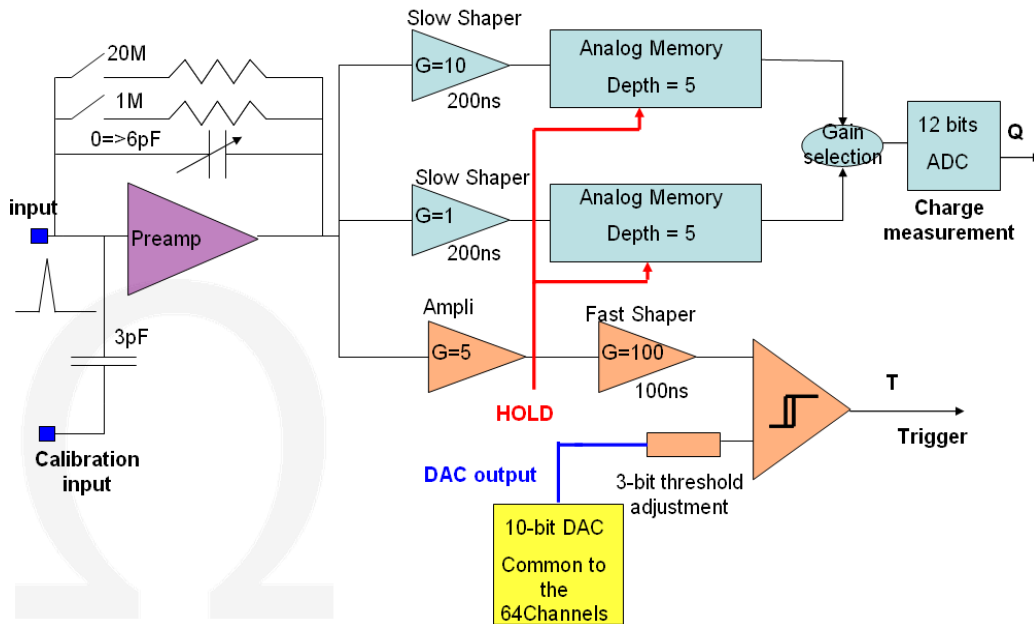 Slow Shaper
20M
G=10
Analog Memory
Depth = 5
1M
200ns
0=>6pF
Gain
selection
12 bits
ADC
Q
Slow Shaper
input
Preamp
G=1
Analog Memory
Depth = 5
Charge
measurement
200ns
3pF
Ampli
Fast Shaper
G=5
G=100
100ns
HOLD
T
Trigger
Calibration
input
DAC output
3-bit threshold
adjustment
10-bit DAC
Common to
the
64Channels
Ω